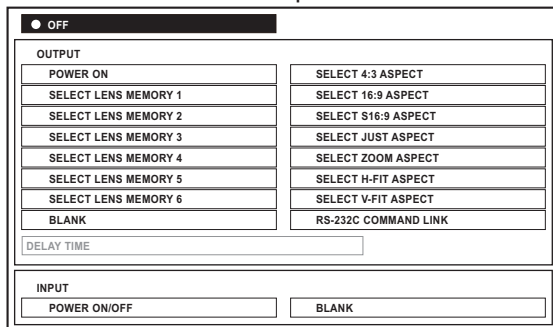 OFF
OUTPUT
POWER ON
SELECT 4:3 ASPECT
SELECT LENS MEMORY 1
SELECT 16:9 ASPECT
SELECT LENS MEMORY 2
SELECT S16:9 ASPECT
SELECT LENS MEMORY 3
SELECT JUST ASPECT
SELECT LENS MEMORY 4
SELECT ZOOM ASPECT
SELECT LENS MEMORY 5
SELECT H-FIT ASPECT
SELECT LENS MEMORY 6
SELECT V-FIT ASPECT
BLANK
RS-232C COMMAND LINK
DELAY TIME
INPUT
POWER ON/OFF
BLANK